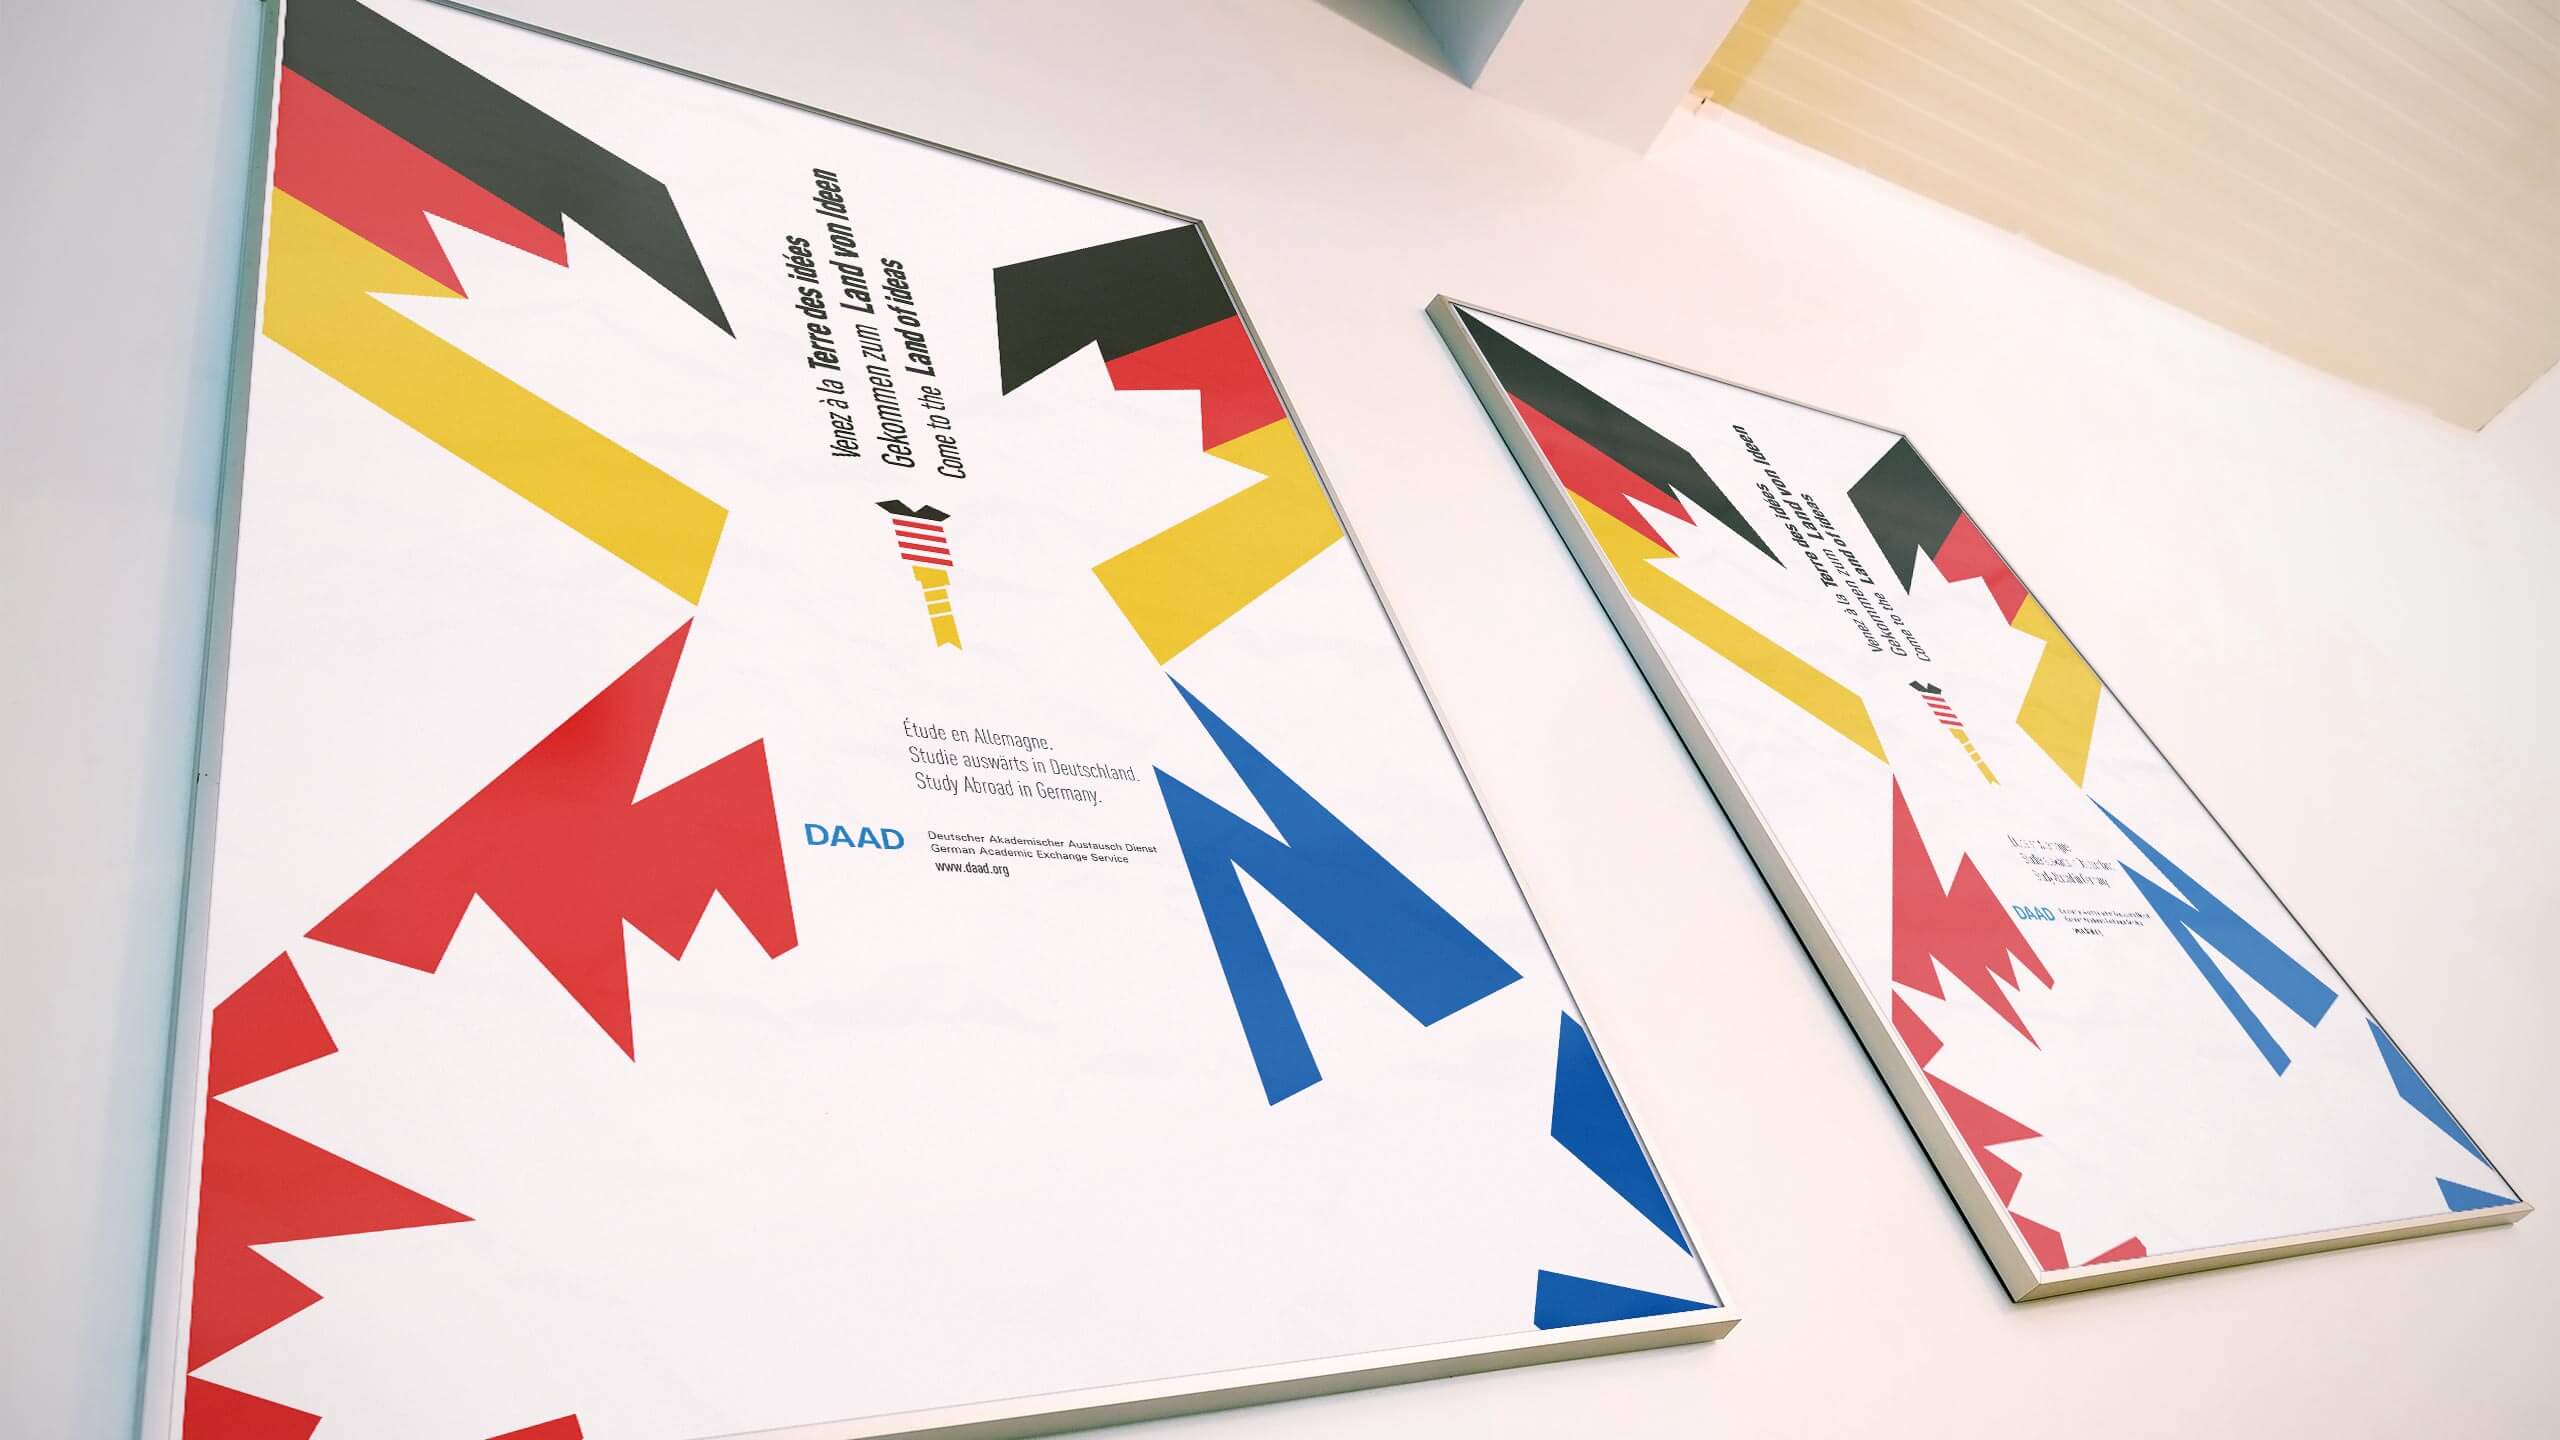 Venez à la Terre des idées
Gekommen zum Land von Ideen
Come to the Land of ideas
Étude en Allemagne.
Studie auswärts in Deutschland.
Study Abroad in Germany.
DAAD
Deutscher Akademischer Austausch Dienst
German Academic Exchange Service
www.daad.org
Venez à la Terre des idées
Gekommen zum Land von Ideen
Come to the Land of ideas
DAAD